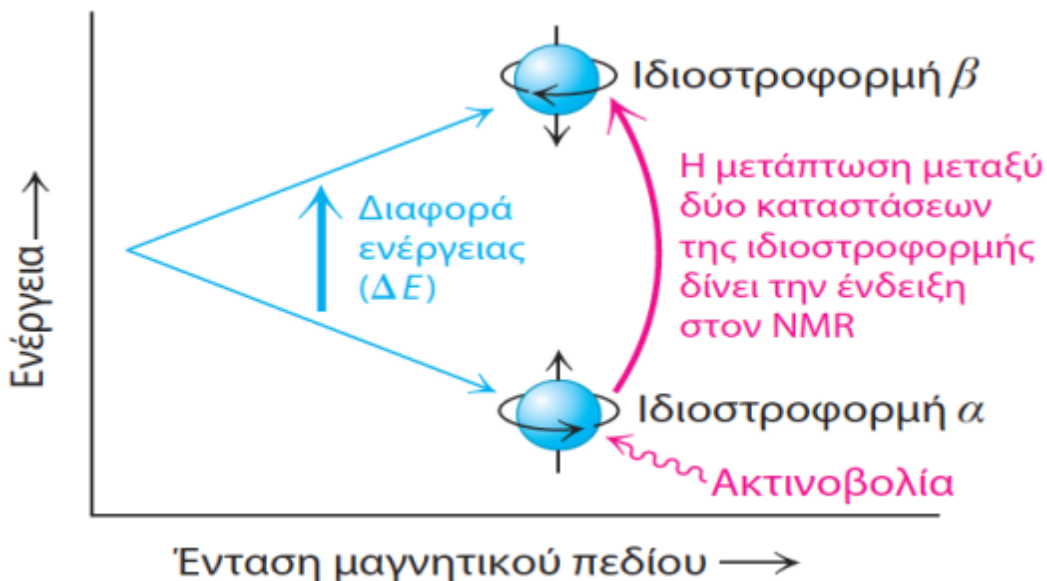 Ενέργεια
Ιδιοστροφορμή β
Διαφορά
ενέργειας
(ΔE)
Η μετάπτωση μεταξύ
δύο καταστάσεων
της ιδιοστροφορμής
δίνει την ένδειξη
στον NMR
Ιδιοστροφορμή α
Ακτινοβολία
Ένταση μαγνητικού πεδίου